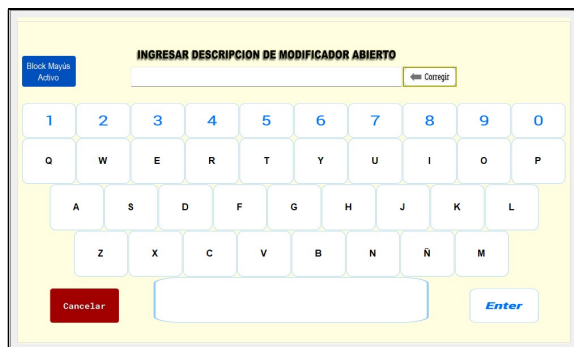 INGRESAR DESCRIPCION DE MODIFICADOR ABIERTO
Block Mayús
Activo
Corregir
1 2 3 4 5 6 7 8 9 0
Q W E R T Y U I O P
A S D F G H J K L
Z X C V B N Ñ M
Cancelar
Enter